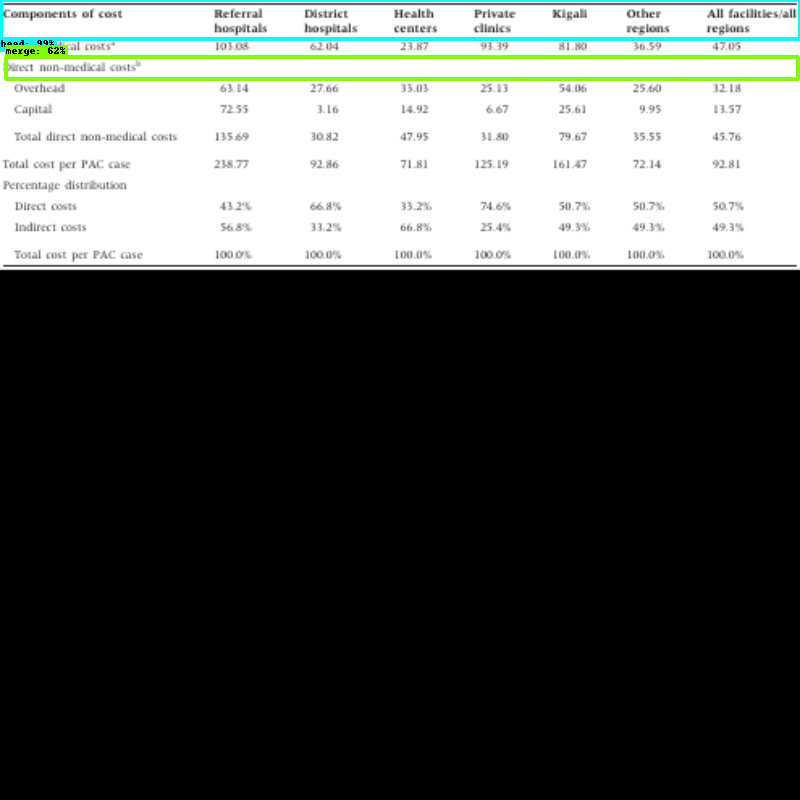 Components of cost Referral hospitals District hospitals Health centers Private clinics Kigali Other regions All facilities/all regions
head: 99%
merge: 62%
costsᵃ 103.08 62.04 23.87 93.39 81.80 36.59 47.05
Direct non-medical costsᵇ
Overhead 63.14 27.66 33.03 25.13 54.06 25.60 32.18
Capital 72.55 3.16 14.92 6.67 25.61 9.95 13.57
Total direct non-medical costs 135.69 30.82 47.95 31.80 79.67 35.55 45.76
Total cost per PAC case 238.77 92.86 71.81 125.19 161.47 72.14 92.81
Percentage distribution
Direct costs 43.2% 66.8% 33.2% 74.6% 50.7% 50.7% 50.7%
Indirect costs 56.8% 33.2% 66.8% 25.4% 49.3% 49.3% 49.3%
Total cost per PAC case 100.0% 100.0% 100.0% 100.0% 100.0% 100.0% 100.0%